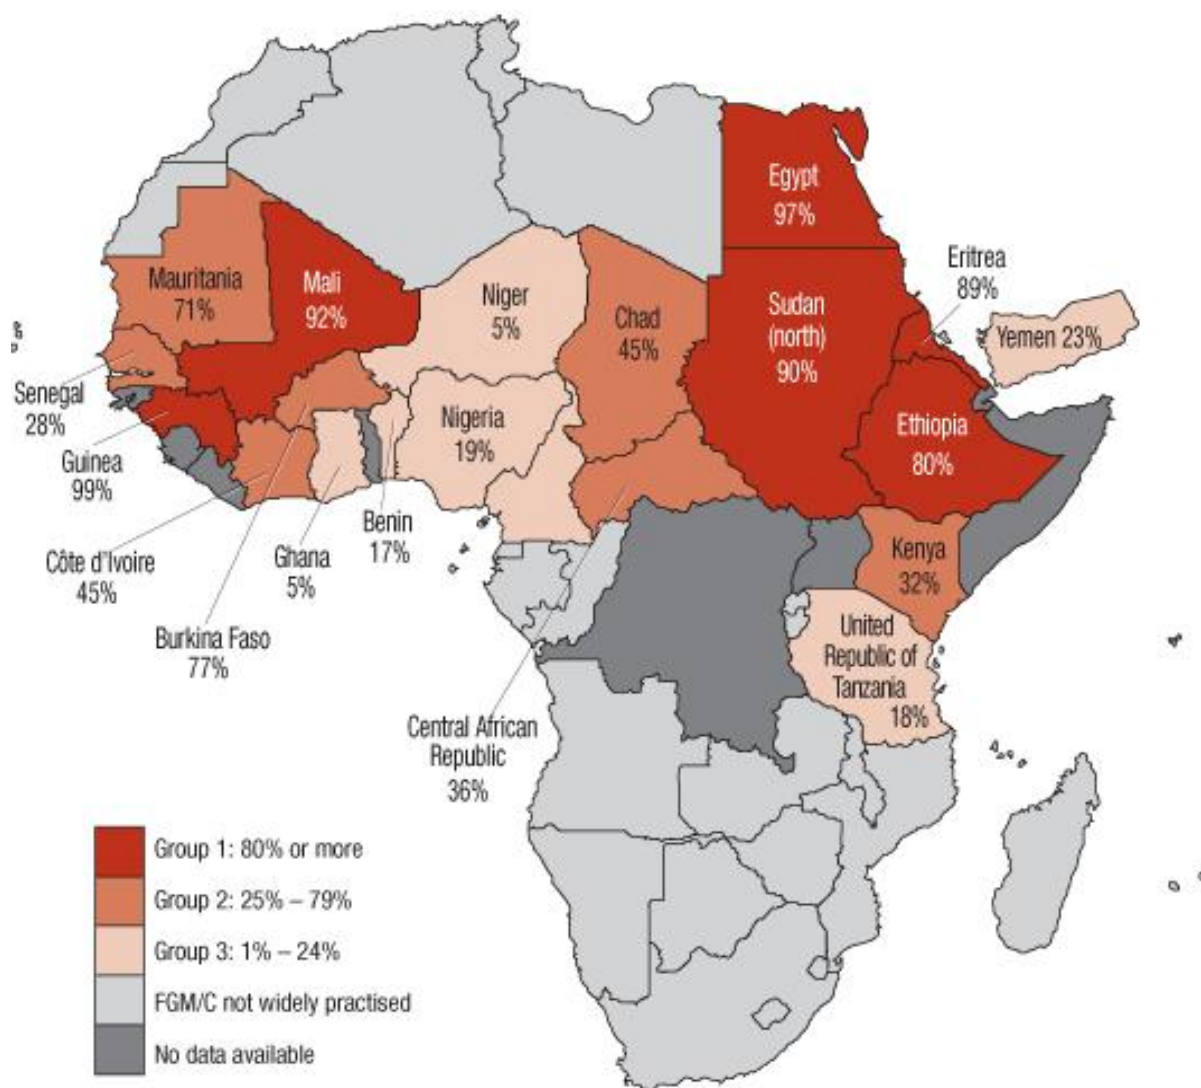 Egypt
97%
Eritrea
89%
Mauritania
71%
Mali
92%
Niger
5%
Chad
45%
Sudan
(north)
90%
Yemen 23%
Senegal
28%
Guinea
99%
Nigeria
19%
Ethiopia
80%
Côte d'Ivoire
45%
Ghana
5%
Benin
17%
Kenya
32%
Burkina Faso
77%
United
Republic of
Tanzania
18%
Central African
Republic
36%
Group 1: 80% or more
Group 2: 25% – 79%
Group 3: 1% – 24%
FGM/C not widely practised
No data available